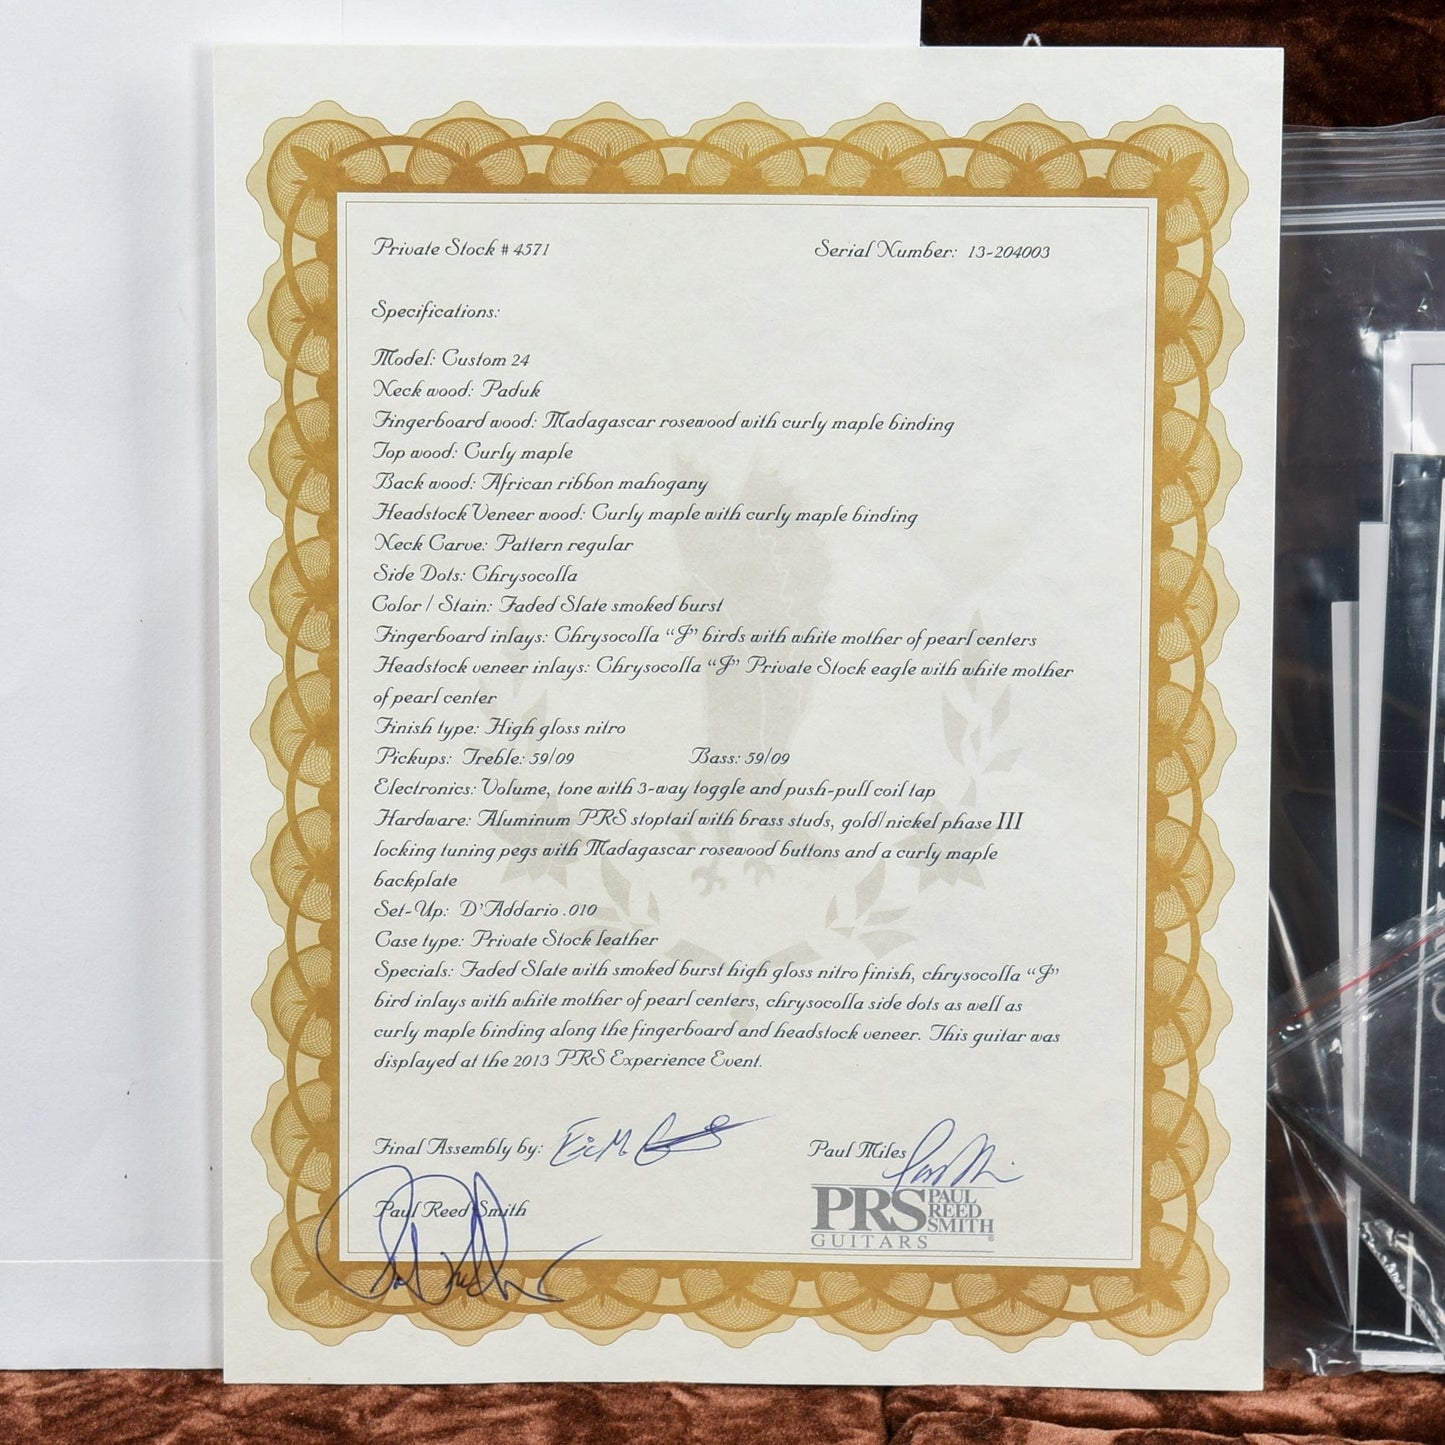 Private Stock # 4571 Serial Number: 13-204003
Specifications:
Model: Custom 24
Neck wood: Paduk
Fingerboard wood: Madagascar rosewood with curly maple binding
Top wood: Curly maple
Back wood: African ribbon mahogany
Headstock Veneer wood: Curly maple with curly maple binding
Neck Carve: Pattern regular
Side Dots: Chrysocolla
Color / Stain: Faded Slate smoked burst
Fingerboard inlays: Chrysocolla “J” birds with white mother of pearl centers
Headstock veneer inlays: Chrysocolla “J” Private Stock eagle with white mother
of pearl center
Finish type: High gloss nitro
Pickups: Treble: 59/09 Bass: 59/09
Electronics: Volume, tone with 3-way toggle and push-pull coil tap
Hardware: Aluminum PRS stoptail with brass studs, gold/nickel phase III
locking tuning pegs with Madagascar rosewood buttons and a curly maple
backplate
Set-Up: D'Addario .010
Case type: Private Stock leather
Specials: Faded Slate with smoked burst high gloss nitro finish, chrysocolla “J”
bird inlays with white mother of pearl centers, chrysocolla side dots as well as
curly maple binding along the fingerboard and headstock veneer. This guitar was
displayed at the 2013 PRS Experience Event.
Final Assembly by: Paul Miles
Paul Reed Smith
PRS PAUL REED SMITH
GUITARS